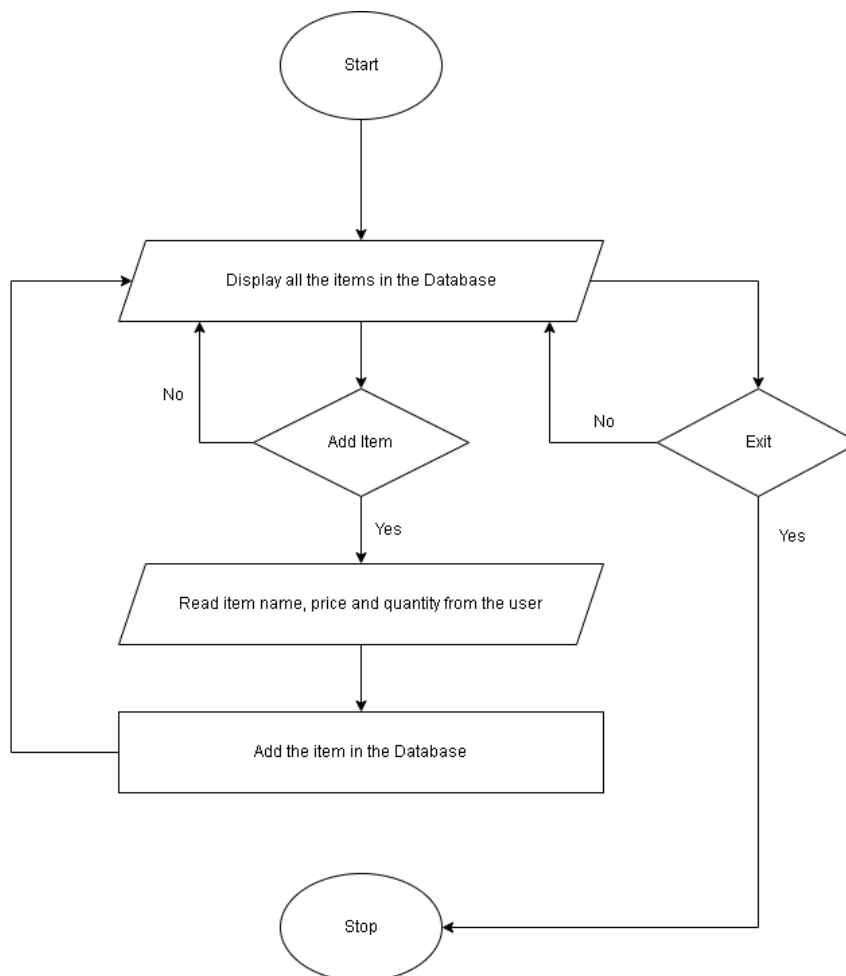 Start
Display all the items in the Database
No
No
Add Item
Exit
Yes
Yes
Read item name, price and quantity from the user
Add the item in the Database
Stop